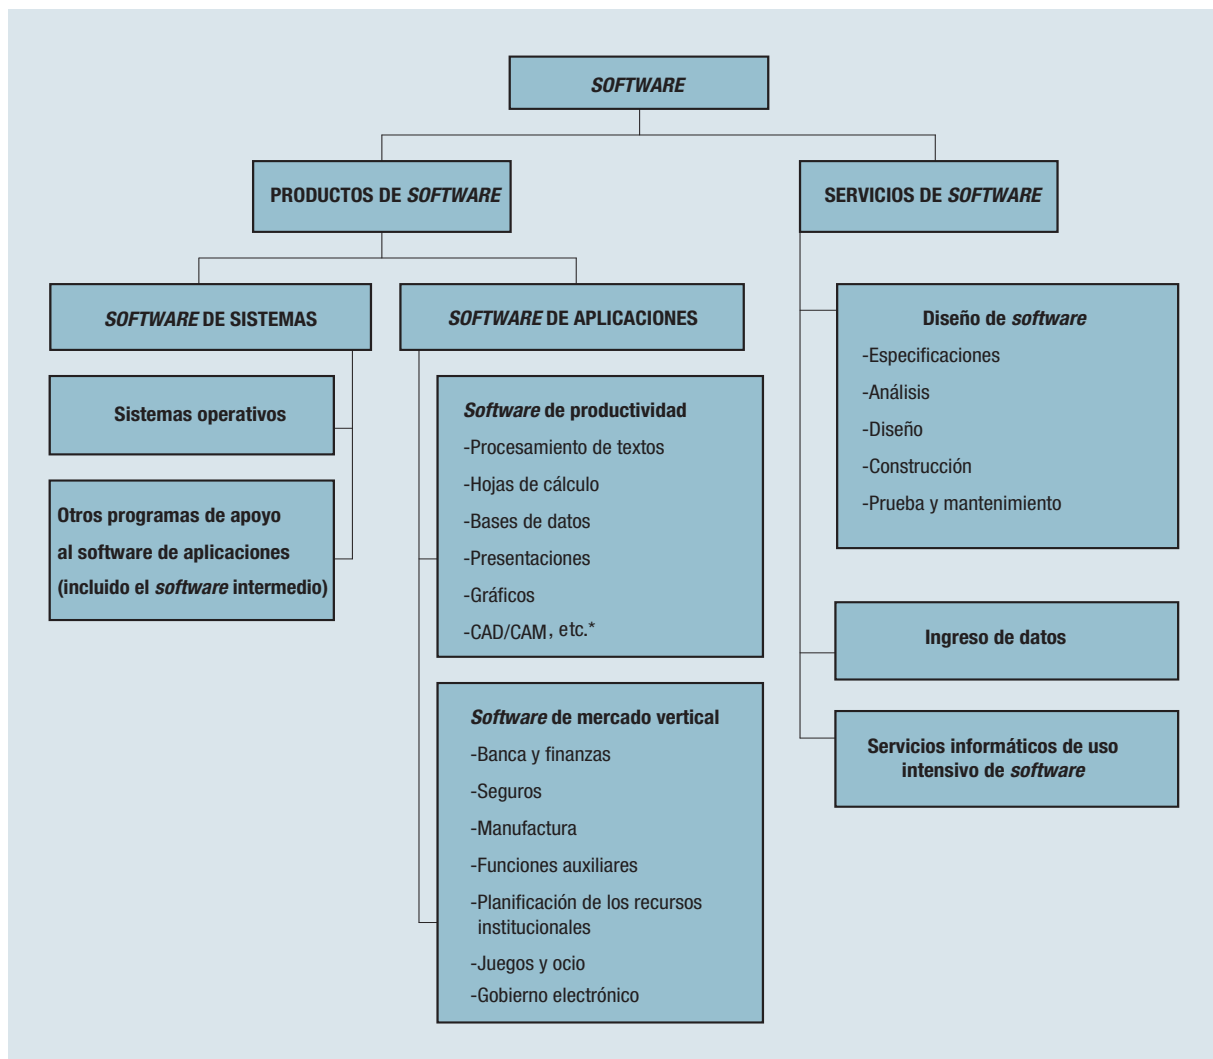 SOFTWARE
PRODUCTOS DE SOFTWARE
SERVICIOS DE SOFTWARE
SOFTWARE DE SISTEMAS
SOFTWARE DE APLICACIONES
Sistemas operativos
Otros programas de apoyo
al software de aplicaciones
(incluido el software intermedio)
Software de productividad
-Procesamiento de textos
-Hojas de cálculo
-Bases de datos
-Presentaciones
-Gráficos
-CAD/CAM, etc.*
Software de mercado vertical
-Banca y finanzas
-Seguros
-Manufactura
-Funciones auxiliares
-Planificación de los recursos
institucionales
-Juegos y ocio
-Gobierno electrónico
Diseño de software
-Especificaciones
-Análisis
-Diseño
-Construcción
-Prueba y mantenimiento
Ingreso de datos
Servicios informáticos de uso
intensivo de software